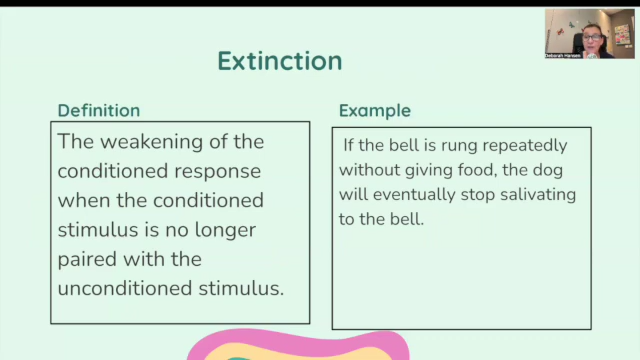 Deborah Hansen
Extinction
Definition
The weakening of the
conditioned response
when the conditioned
stimulus is no longer
paired with the
unconditioned stimulus.
Example
If the bell is rung repeatedly
without giving food, the dog
will eventually stop salivating
to the bell.